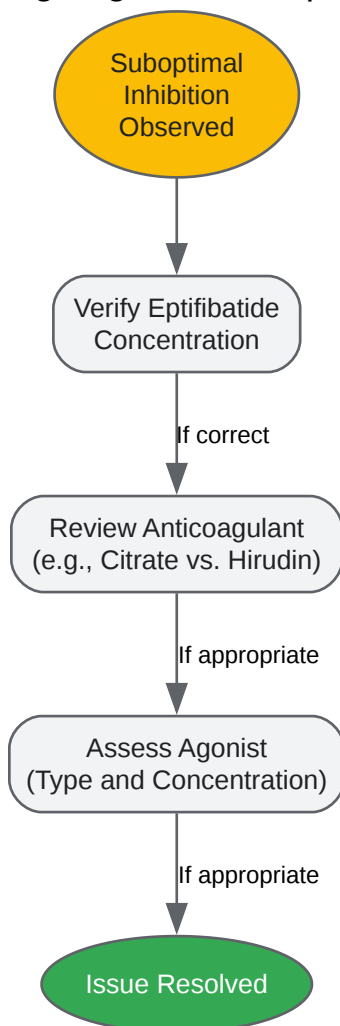 Suboptimal
Inhibition
Observed
Verify Eptifibatide
Concentration
If correct
Review Anticoagulant
(e.g., Citrate vs. Hirudin)
If appropriate
Assess Agonist
(Type and Concentration)
If appropriate
Issue Resolved